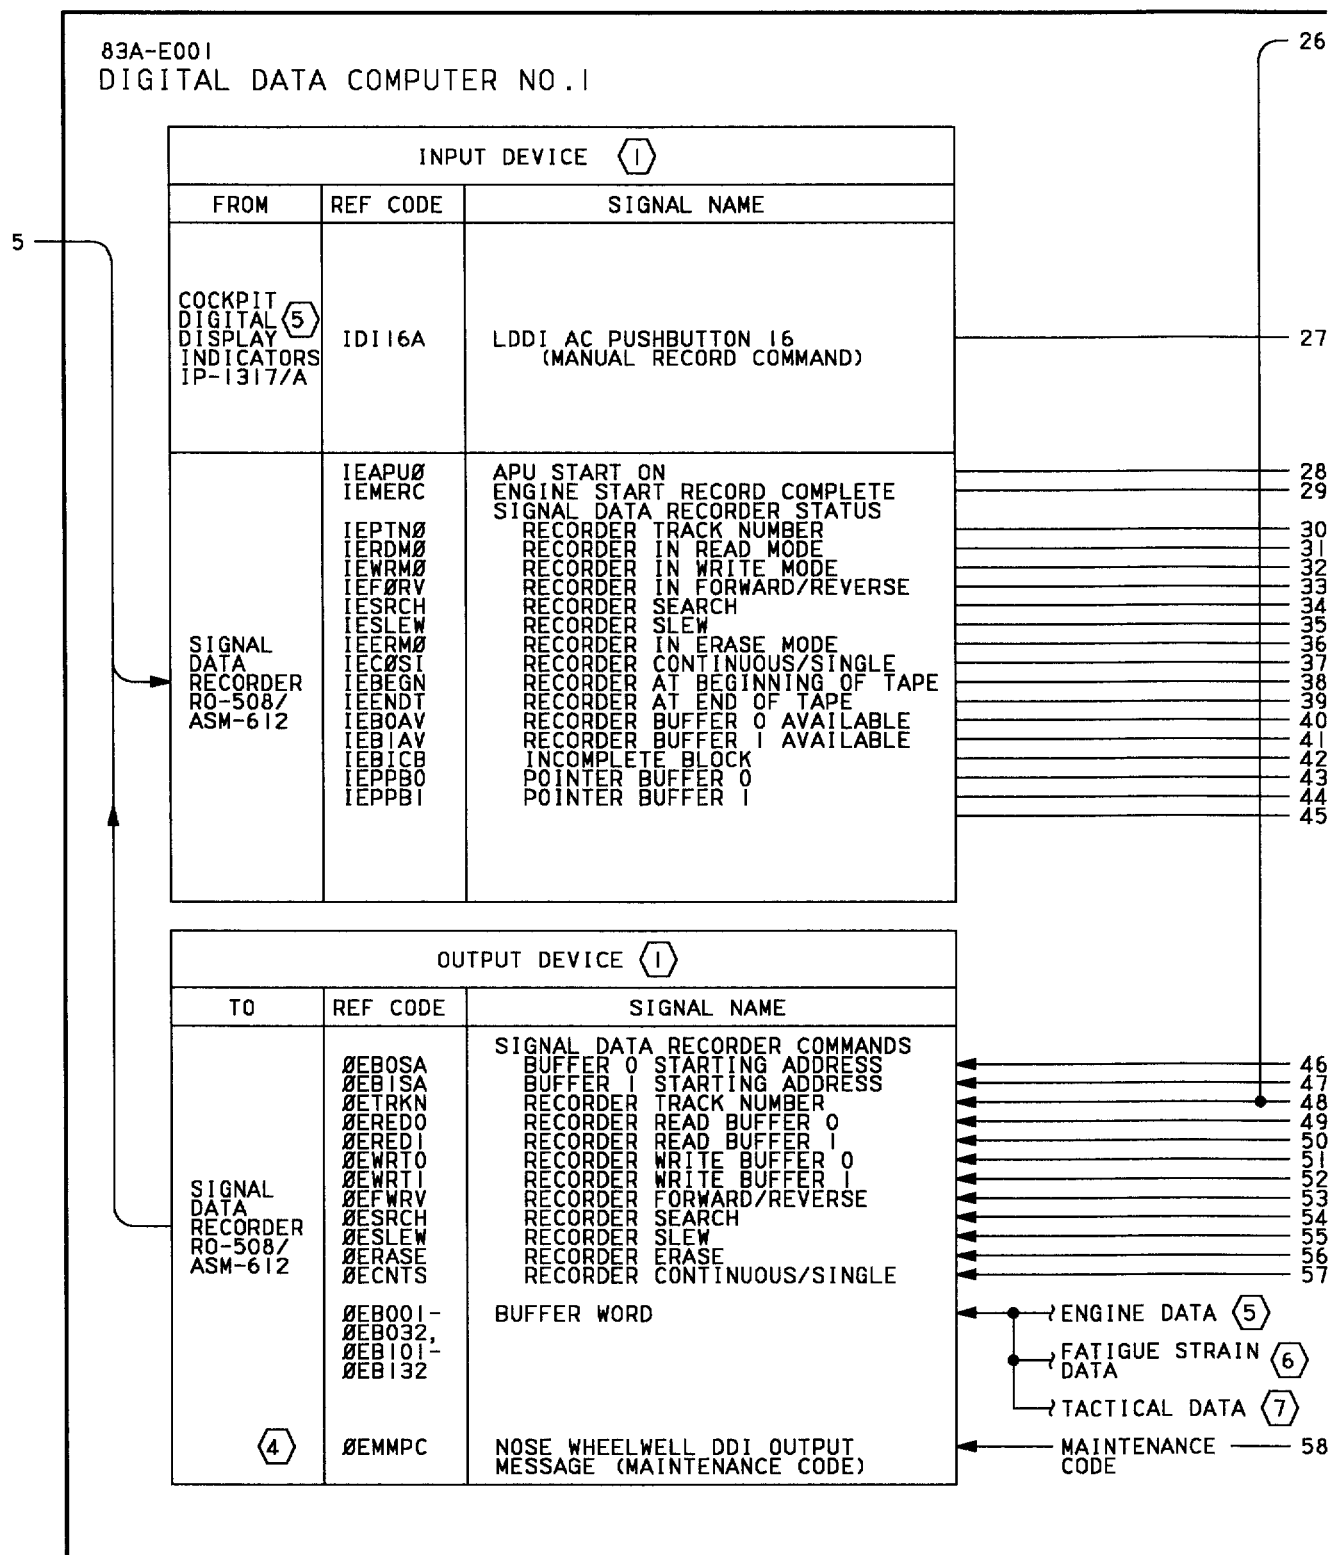 26
83A-E001
DIGITAL DATA COMPUTER NO.1
INPUT DEVICE 1
FROM REF CODE SIGNAL NAME
5
COCKPIT
DIGITAL 5
DISPLAY IDI16A LDDI AC PUSHBUTTON 16 27
INDICATORS (MANUAL RECORD COMMAND)
IP-1317/A
IEAPUØ APU START ON 28
IEMERC ENGINE START RECORD COMPLETE 29
SIGNAL DATA RECORDER STATUS
IEPTNØ RECORDER TRACK NUMBER 30
IERDMØ RECORDER IN READ MODE 31
IEWRMØ RECORDER IN WRITE MODE 32
IEFØRV RECORDER IN FORWARD/REVERSE 33
IESRCH RECORDER SEARCH 34
IESLEW RECORDER SLEW 35
SIGNAL IEERMØ RECORDER IN ERASE MODE 36
DATA IECØSI RECORDER CONTINUOUS/SINGLE 37
RECORDER IEBEGN RECORDER AT BEGINNING OF TAPE 38
RO-508/ IEENDT RECORDER AT END OF TAPE 39
ASM-612 IEB0AV RECORDER BUFFER 0 AVAILABLE 40
IEB1AV RECORDER BUFFER 1 AVAILABLE 41
IEBICB INCOMPLETE BLOCK 42
IEPPB0 POINTER BUFFER 0 43
IEPPB1 POINTER BUFFER 1 44
45
OUTPUT DEVICE 1
TO REF CODE SIGNAL NAME
SIGNAL DATA RECORDER COMMANDS
ØEB0SA BUFFER 0 STARTING ADDRESS 46
ØEB1SA BUFFER 1 STARTING ADDRESS 47
ØETRKN RECORDER TRACK NUMBER 48
ØERED0 RECORDER READ BUFFER 0 49
ØERED1 RECORDER READ BUFFER 1 50
ØEWRT0 RECORDER WRITE BUFFER 0 51
ØEWRT1 RECORDER WRITE BUFFER 1 52
SIGNAL ØEFWRV RECORDER FORWARD/REVERSE 53
DATA ØESRCH RECORDER SEARCH 54
RECORDER ØESLEW RECORDER SLEW 55
RO-508/ ØERASE RECORDER ERASE 56
ASM-612 ØECNTS RECORDER CONTINUOUS/SINGLE 57
ØEB001- BUFFER WORD ENGINE DATA 5
ØEB032,
ØEB101- FATIGUE STRAIN 6
ØEB132 DATA
TACTICAL DATA 7
4 ØEMMPC NOSE WHEELWELL DDI OUTPUT MAINTENANCE 58
MESSAGE (MAINTENANCE CODE) CODE